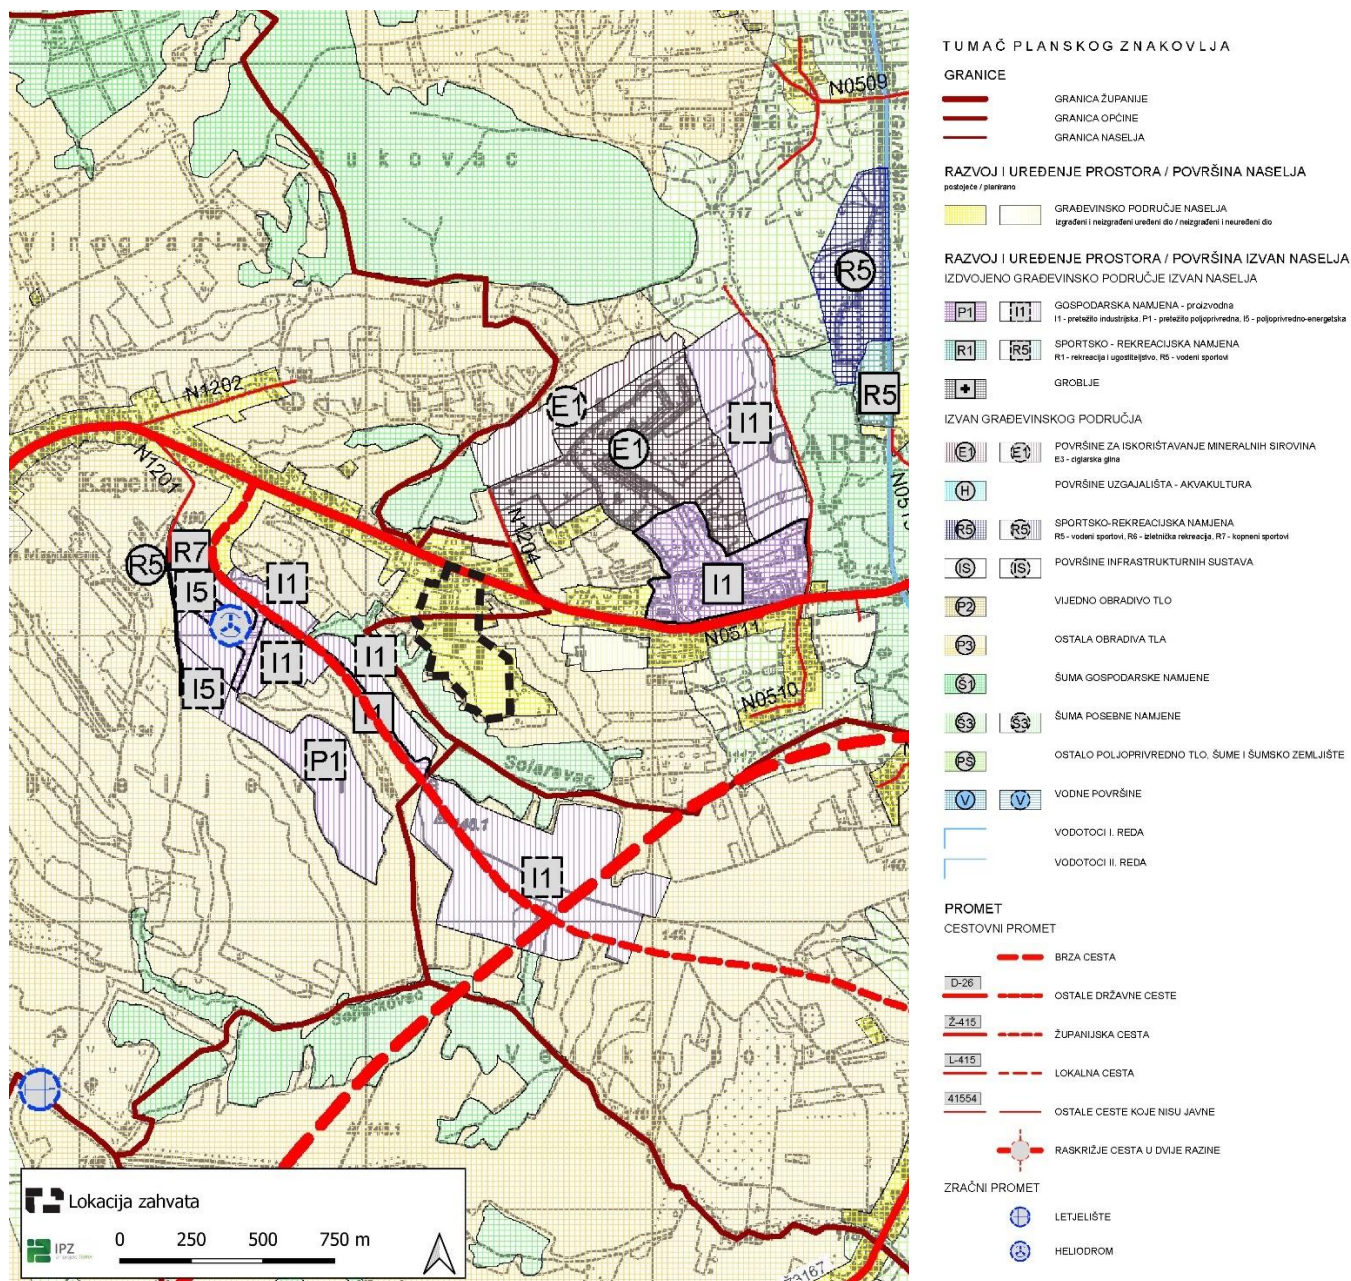 N0509
Bukovac
Vinogradine
117
R5
N1202
E1
I1
R5
E1
GARE
N1201
Kapel
N1204
R7
R5
I5
I1
I1
N0511
I1
I1
I5
I1
N0510
P1
Solarevac
I1
Lokacija zahvata
IPZ
0 250 500 750 m
Ž3167
TUMAČ PLANSKOG ZNAKOVLJA
GRANICE
GRANICA ŽUPANIJE
GRANICA OPĆINE
GRANICA NASELJA
RAZVOJ I UREĐENJE PROSTORA / POVRŠINA NASELJA
postojeće / planirano
GRAĐEVINSKO PODRUČJE NASELJA
izgrađeni i neizgrađeni uređeni dio / neizgrađeni i neuređeni dio
RAZVOJ I UREĐENJE PROSTORA / POVRŠINA IZVAN NASELJA
IZDVOJENO GRAĐEVINSKO PODRUČJE IZVAN NASELJA
P1 I1 GOSPODARSKA NAMJENA - proizvodna
I1 - pretežito industrijska, P1 - pretežito poljoprivredna, I5 - poljoprivredno-energetska
R1 R5 SPORTSKO - REKREACIJSKA NAMJENA
R1 - rekreacija i ugostiteljstvo, R5 - vodeni sportovi
GROBLJE
IZVAN GRAĐEVINSKOG PODRUČJA
E1 E1 POVRŠINE ZA ISKORIŠTAVANJE MINERALNIH SIROVINA
E3 - ciglarska glina
H POVRŠINE UZGAJALIŠTA - AKVAKULTURA
R5 R5 SPORTSKO-REKREACIJSKA NAMJENA
R5 - vodeni sportovi, R6 - izletnička rekreacija, R7 - kopneni sportovi
IS IS POVRŠINE INFRASTRUKTURNIH SUSTAVA
P2 VIJEDNO OBRADIVO TLO
P3 OSTALA OBRADIVA TLA
Š1 ŠUMA GOSPODARSKE NAMJENE
Š3 Š3 ŠUMA POSEBNE NAMJENE
PŠ OSTALO POLJOPRIVREDNO TLO, ŠUME I ŠUMSKO ZEMLJIŠTE
V V VODNE POVRŠINE
VODOTOCI I. REDA
VODOTOCI II. REDA
PROMET
CESTOVNI PROMET
BRZA CESTA
D-26
OSTALE DRŽAVNE CESTE
Ž-415
ŽUPANIJSKA CESTA
L-415
LOKALNA CESTA
41554
OSTALE CESTE KOJE NISU JAVNE
RASKRIŽJE CESTA U DVIJE RAZINE
ZRAČNI PROMET
LETJELIŠTE
HELIODROM